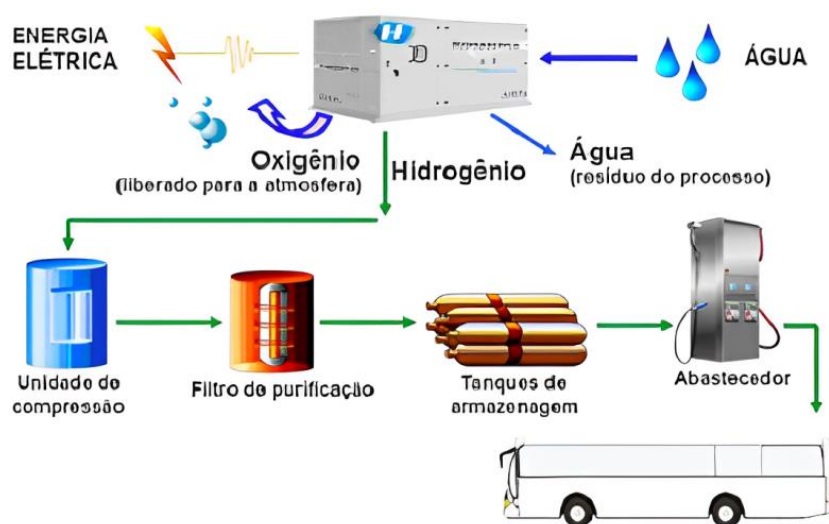 ENERGIA
ELÉTRICA
H
ÁGUA
Oxigênio
(liberado para a atmosfera)
Hidrogênio
Água
(resíduo do processo)
Unidade de
compressão
Filtro de purificação
Tanques de
armazenagem
Abastecedor